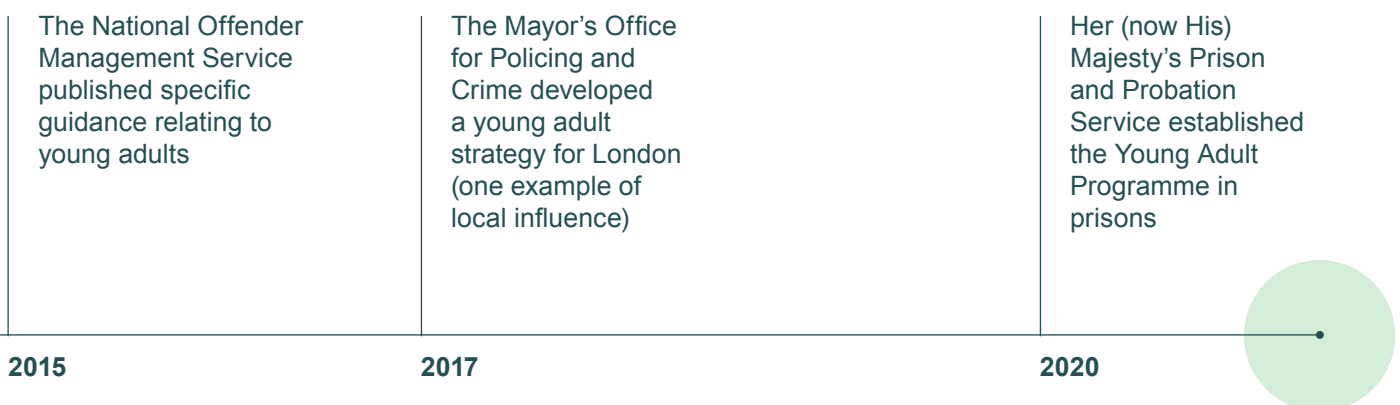 The National Offender
Management Service
published specific
guidance relating to
young adults
The Mayor’s Office
for Policing and
Crime developed
a young adult
strategy for London
(one example of
local influence)
Her (now His)
Majesty’s Prison
and Probation
Service established
the Young Adult
Programme in
prisons
2015
2017
2020